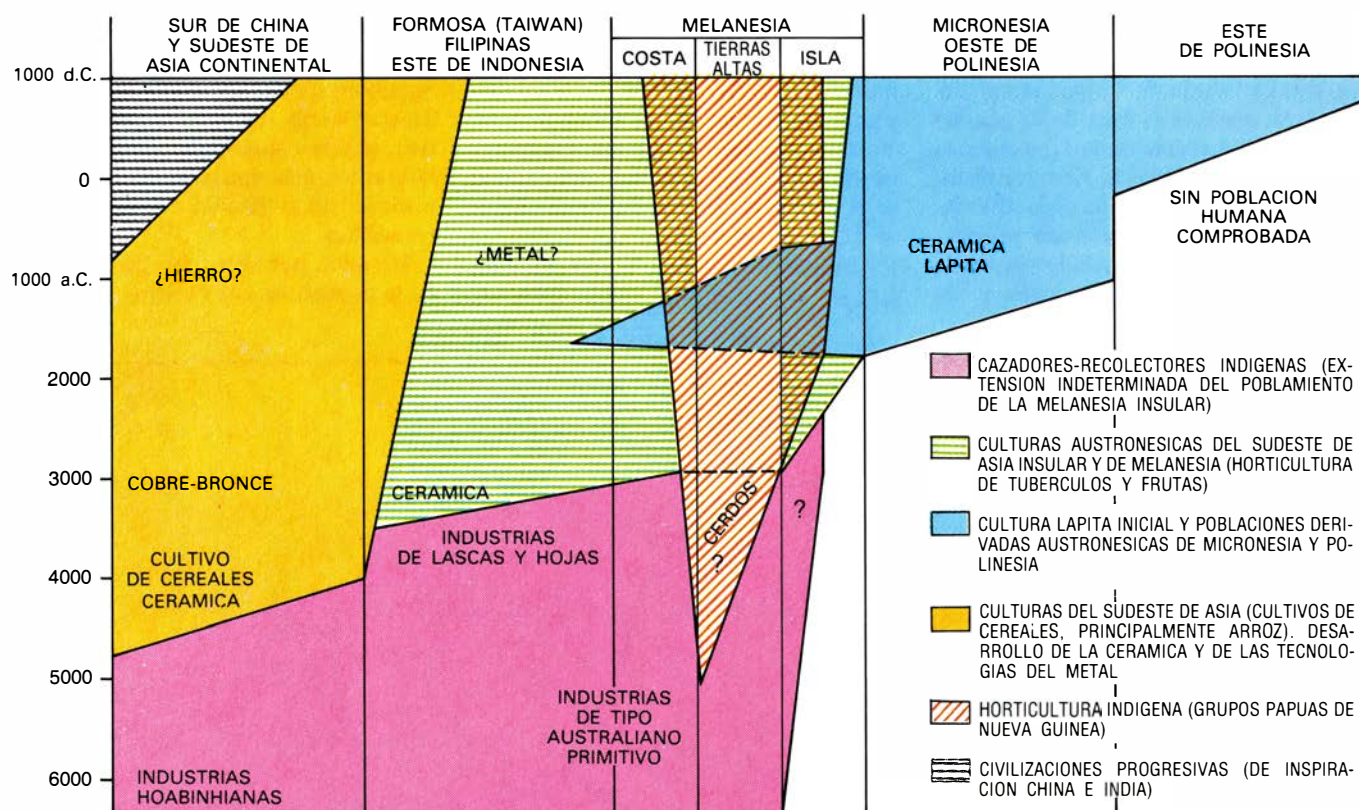 SUR DE CHINA
Y SUDESTE DE
ASIA CONTINENTAL
FORMOSA (TAIWAN)
FILIPINAS
ESTE DE INDONESIA
MELANESIA
COSTA
TIERRAS
ALTAS
ISLA
MICRONESIA
OESTE DE
POLINESIA
ESTE
DE POLINESIA
1000 d.C.
0
1000 a.C.
2000
3000
4000
5000
6000
¿HIERRO?
COBRE-BRONCE
CULTIVO
DE CEREALES
CERAMICA
INDUSTRIAS
HOABINHIANAS
¿METAL?
CERAMICA
INDUSTRIAS
DE LASCAS Y HOJAS
INDUSTRIAS
DE TIPO
AUSTRALIANO
PRIMITIVO
CERDOS
?
?
CERAMICA
LAPITA
SIN POBLACION
HUMANA
COMPROBADA
CAZADORES-RECOLECTORES INDIGENAS (EX-
TENSION INDETERMINADA DEL POBLAMIENTO
DE LA MELANESIA INSULAR)
CULTURAS AUSTRONESICAS DEL SUDESTE DE
ASIA INSULAR Y DE MELANESIA (HORTICULTURA
DE TUBERCULOS Y FRUTAS)
CULTURA LAPITA INICIAL Y POBLACIONES DERI-
VADAS AUSTRONESICAS DE MICRONESIA Y PO-
LINESIA
CULTURAS DEL SUDESTE DE ASIA (CULTIVOS DE
CEREALES, PRINCIPALMENTE ARROZ). DESA-
RROLLO DE LA CERAMICA Y DE LAS TECNOLO-
GIAS DEL METAL
HORTICULTURA INDIGENA (GRUPOS PAPUAS DE
NUEVA GUINEA)
CIVILIZACIONES PROGRESIVAS (DE INSPIRA-
CION CHINA E INDIA)